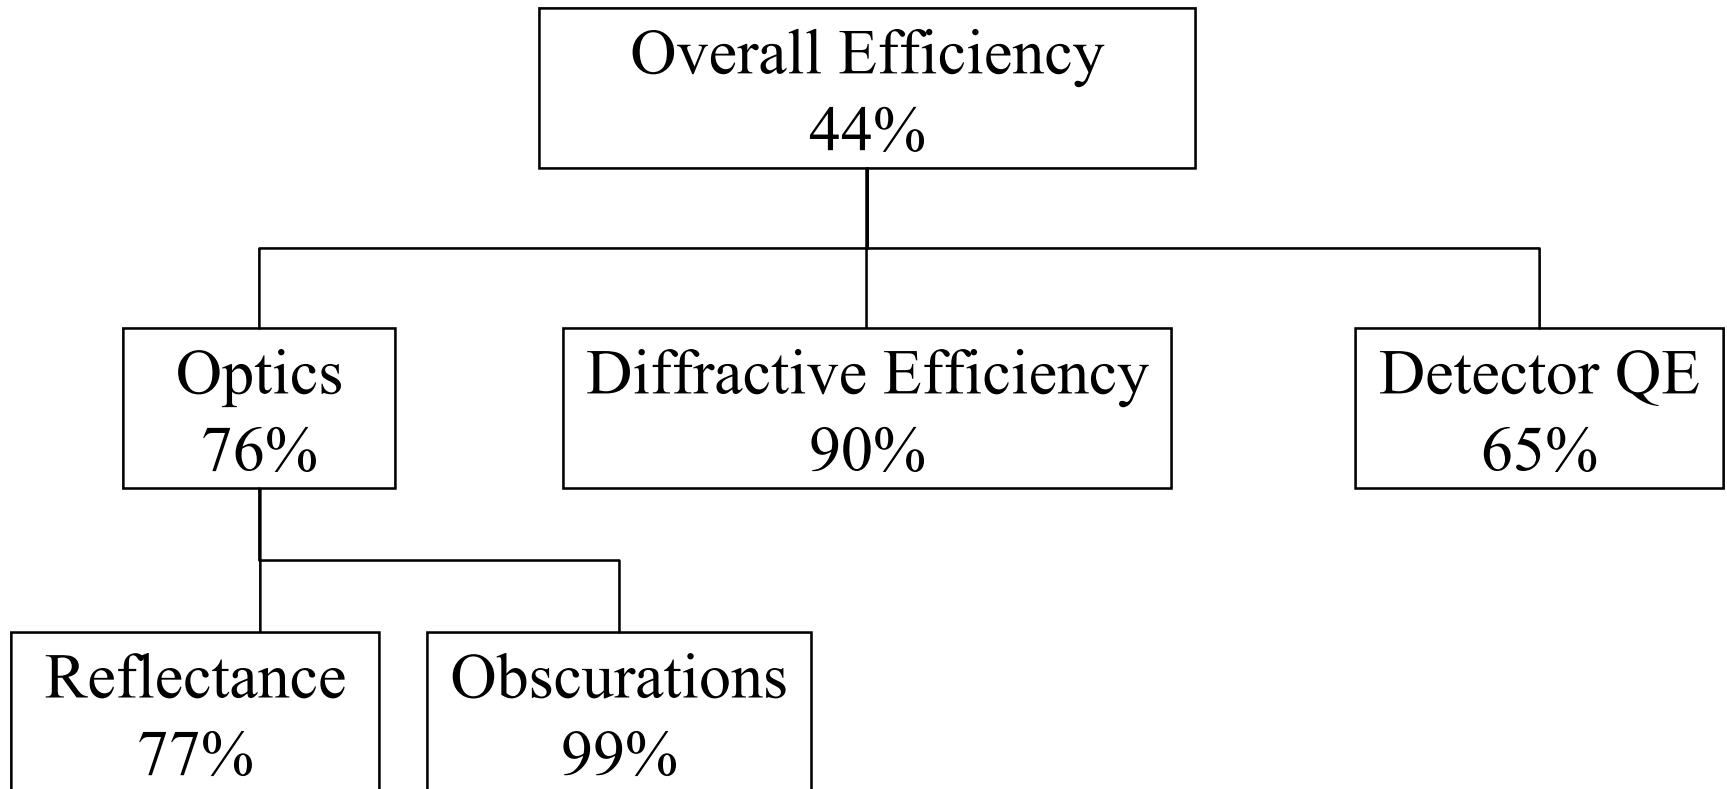 Overall Efficiency
44%
Optics
76%
Diffractive Efficiency
90%
Detector QE
65%
Reflectance
77%
Obscurations
99%